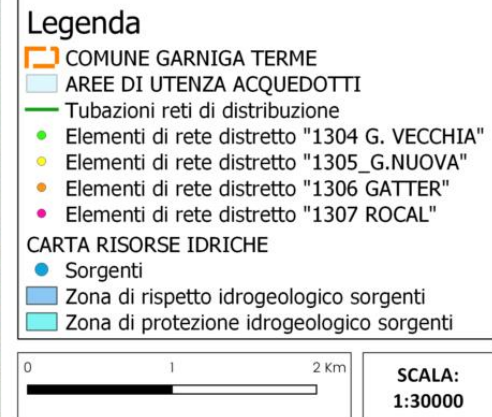 Legenda
COMUNE GARNIGA TERME
AREE DI UTENZA ACQUEDOTTI
Tubazioni reti di distribuzione
Elementi di rete distretto "1304 G. VECCHIA"
Elementi di rete distretto "1305_G.NUOVA"
Elementi di rete distretto "1306 GATTER"
Elementi di rete distretto "1307 ROCAL"
CARTA RISORSE IDRICHE
Sorgenti
Zona di rispetto idrogeologico sorgenti
Zona di protezione idrogeologico sorgenti
0 1 2 Km
SCALA:
1:30000